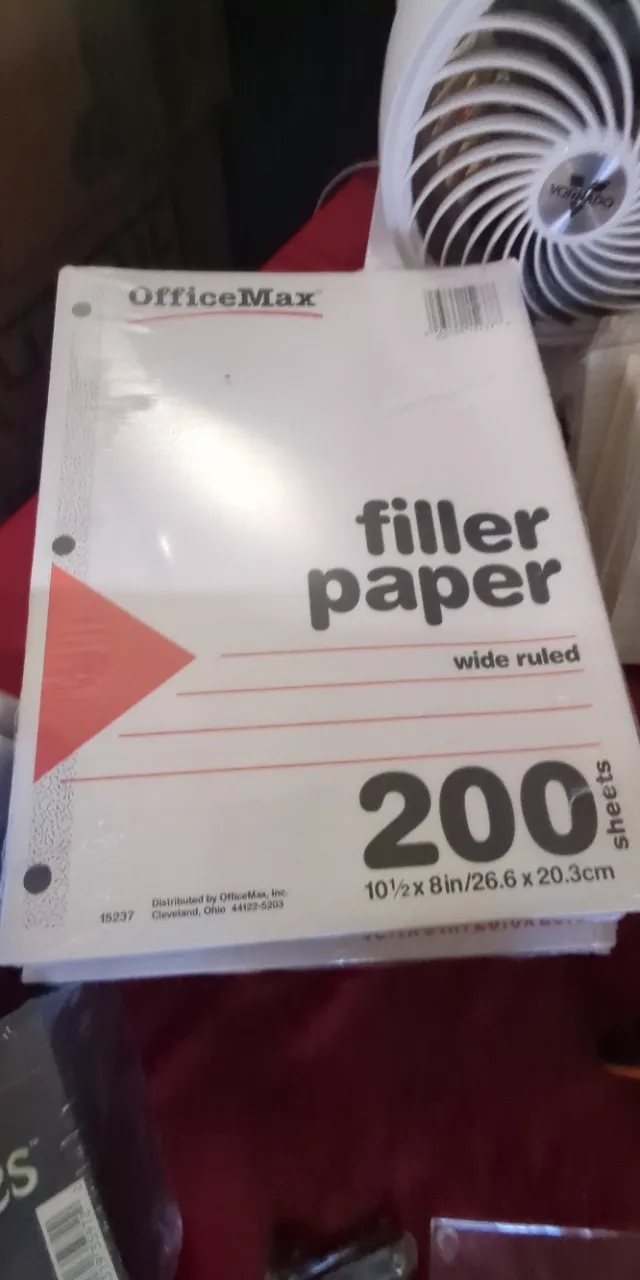 VORNADO
OfficeMax
filler
paper
wide ruled
200
sheets
10½ x 8in/26.6 x 20.3cm
15237
Distributed by OfficeMax, Inc.
Cleveland, Ohio 44122-5203